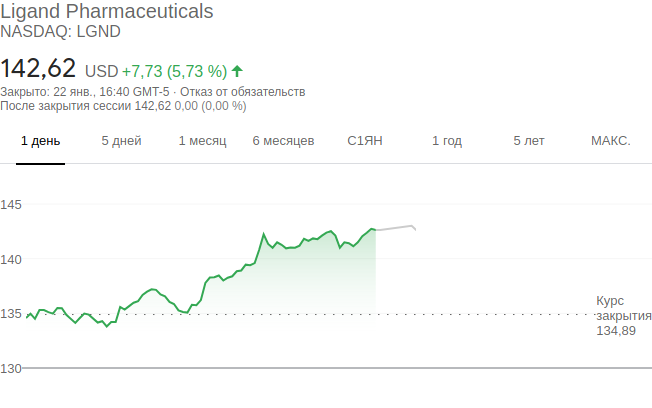 Ligand Pharmaceuticals
NASDAQ: LGND
142,62 USD +7,73 (5,73 %)
Закрыто: 22 янв., 16:40 GMT-5 · Отказ от обязательств
После закрытия сессии 142,62 0,00 (0,00 %)
1 день 5 дней 1 месяц 6 месяцев С1ЯН 1 год 5 лет МАКС.
145
140
135
130
Курс
закрытия
134,89